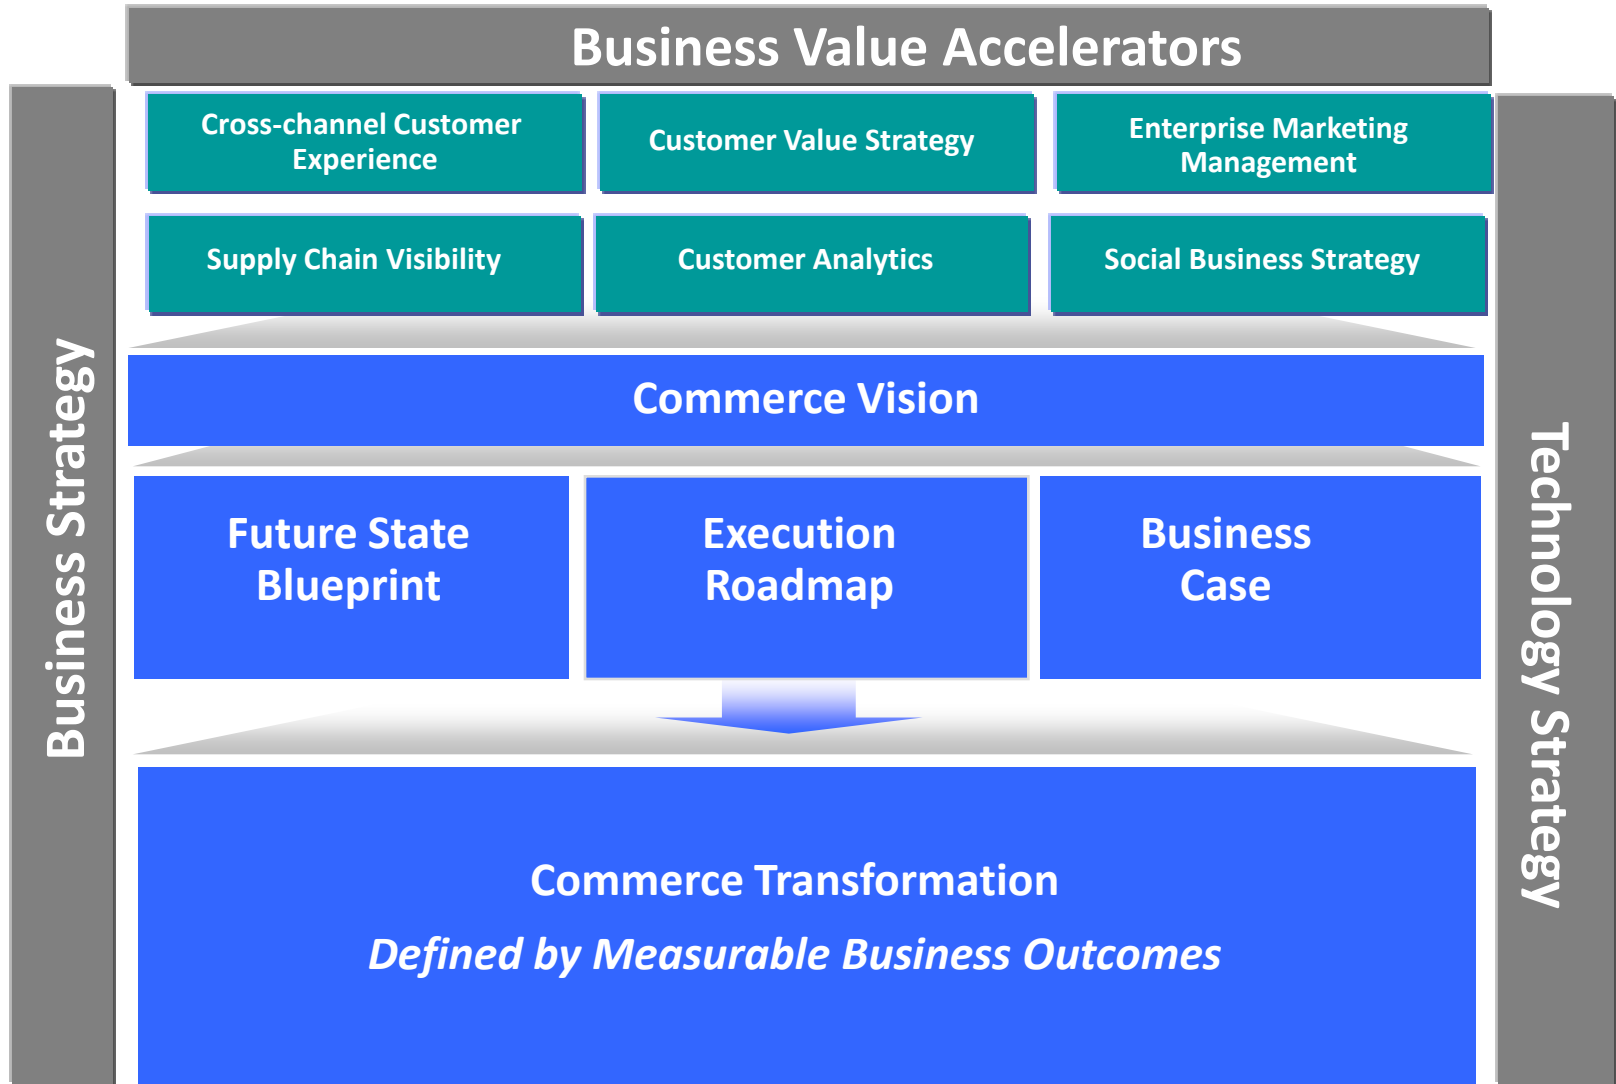 Business Value Accelerators
Cross-channel Customer
Experience
Customer Value Strategy
Enterprise Marketing
Management
Supply Chain Visibility
Customer Analytics
Social Business Strategy
Business Strategy
Technology Strategy
Commerce Vision
Future State
Blueprint
Execution
Roadmap
Business
Case
Commerce Transformation
Defined by Measurable Business Outcomes